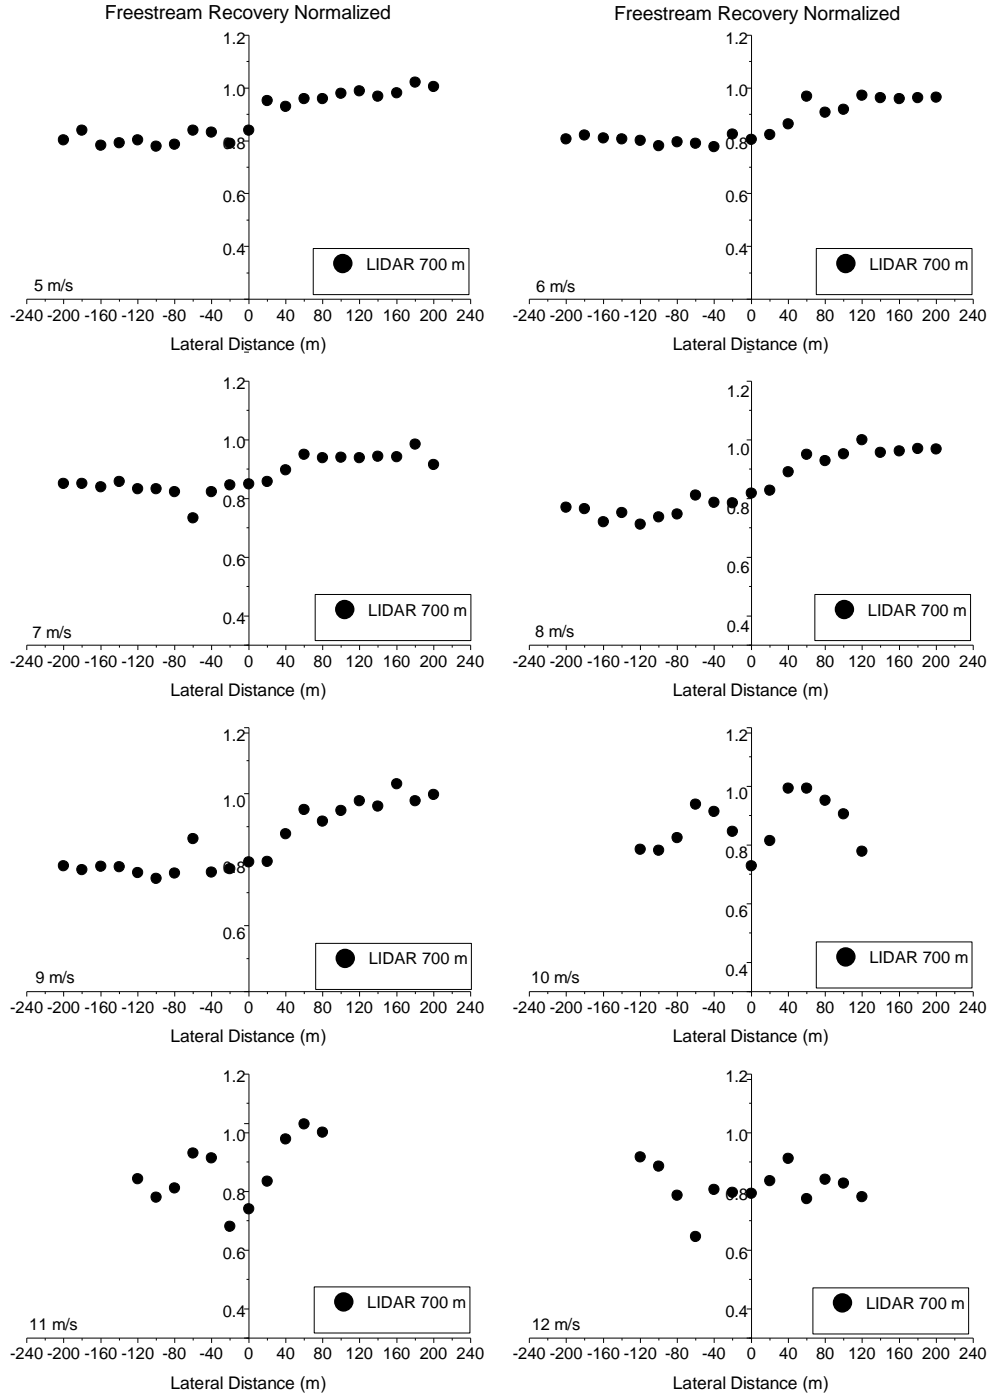 Freestream Recovery Normalized
1.2
1.0
0.8
0.6
0.4
LIDAR 700 m
5 m/s
-240 -200 -160 -120 -80 -40 0 40 80 120 160 200 240
Lateral Distance (m)
Freestream Recovery Normalized
1.2
1.0
0.8
0.6
0.4
LIDAR 700 m
6 m/s
-240 -200 -160 -120 -80 -40 0 40 80 120 160 200 240
Lateral Distance (m)
1.2
1.0
0.8
0.6
0.4
LIDAR 700 m
7 m/s
-240 -200 -160 -120 -80 -40 0 40 80 120 160 200 240
Lateral Distance (m)
1.2
1.0
0.8
0.6
0.4
LIDAR 700 m
8 m/s
-240 -200 -160 -120 -80 -40 0 40 80 120 160 200 240
Lateral Distance (m)
1.2
1.0
0.8
0.6
LIDAR 700 m
9 m/s
-240 -200 -160 -120 -80 -40 0 40 80 120 160 200 240
Lateral Distance (m)
1.2
1.0
0.8
0.6
0.4
LIDAR 700 m
10 m/s
-240 -200 -160 -120 -80 -40 0 40 80 120 160 200 240
Lateral Distance (m)
1.2
1.0
0.8
0.6
0.4
LIDAR 700 m
11 m/s
-240 -200 -160 -120 -80 -40 0 40 80 120 160 200 240
Lateral Distance (m)
1.2
1.0
0.8
0.6
0.4
LIDAR 700 m
12 m/s
-240 -200 -160 -120 -80 -40 0 40 80 120 160 200 240
Lateral Distance (m)